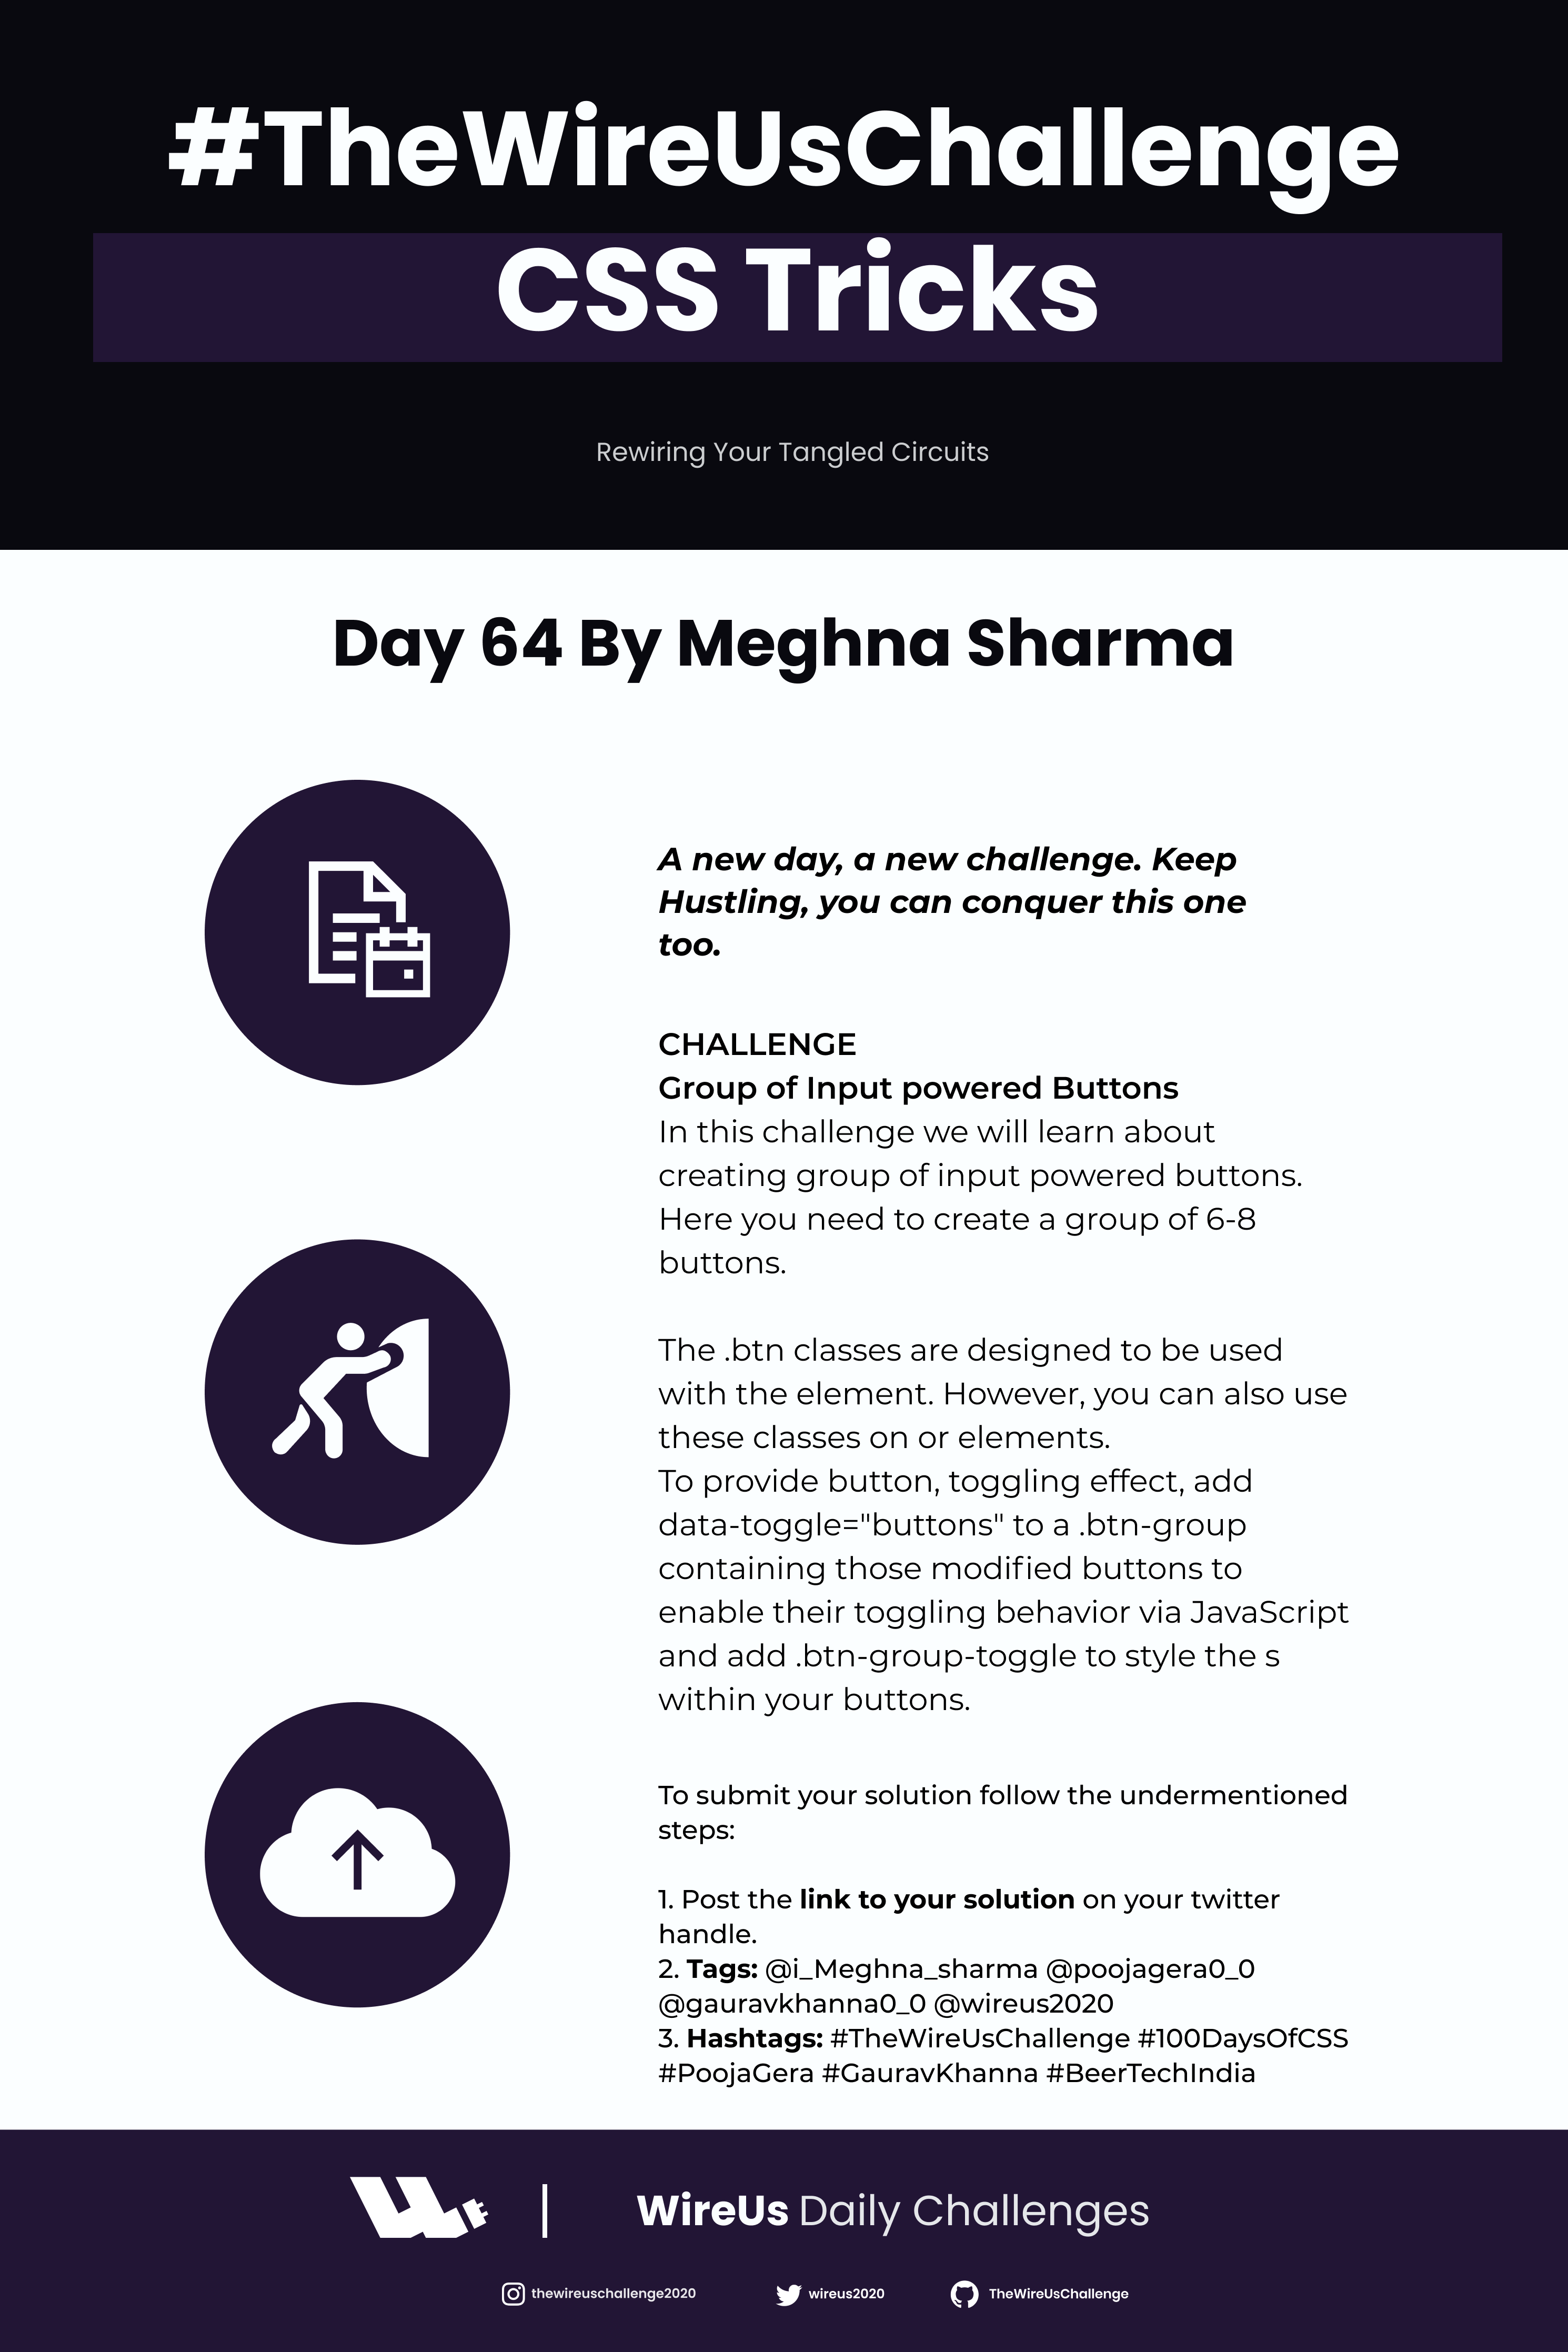 #TheWireUsChallenge
CSS Tricks
Rewiring Your Tangled Circuits
Day 64 By Meghna Sharma
A new day, a new challenge. Keep
Hustling, you can conquer this one
too.
CHALLENGE
Group of Input powered Buttons
In this challenge we will learn about
creating group of input powered buttons.
Here you need to create a group of 6-8
buttons.
The .btn classes are designed to be used
with the element. However, you can also use
these classes on or elements.
To provide button, toggling effect, add
data-toggle="buttons" to a .btn-group
containing those modified buttons to
enable their toggling behavior via JavaScript
and add .btn-group-toggle to style the s
within your buttons.
To submit your solution follow the undermentioned
steps:
1. Post the link to your solution on your twitter
handle.
2. Tags: @i_Meghna_sharma @poojagera0_0
@gauravkhanna0_0 @wireus2020
3. Hashtags: #TheWireUsChallenge #100DaysOfCSS
#PoojaGera #GauravKhanna #BeerTechIndia
WireUs Daily Challenges
thewireuschallenge2020 wireus2020 TheWireUsChallenge